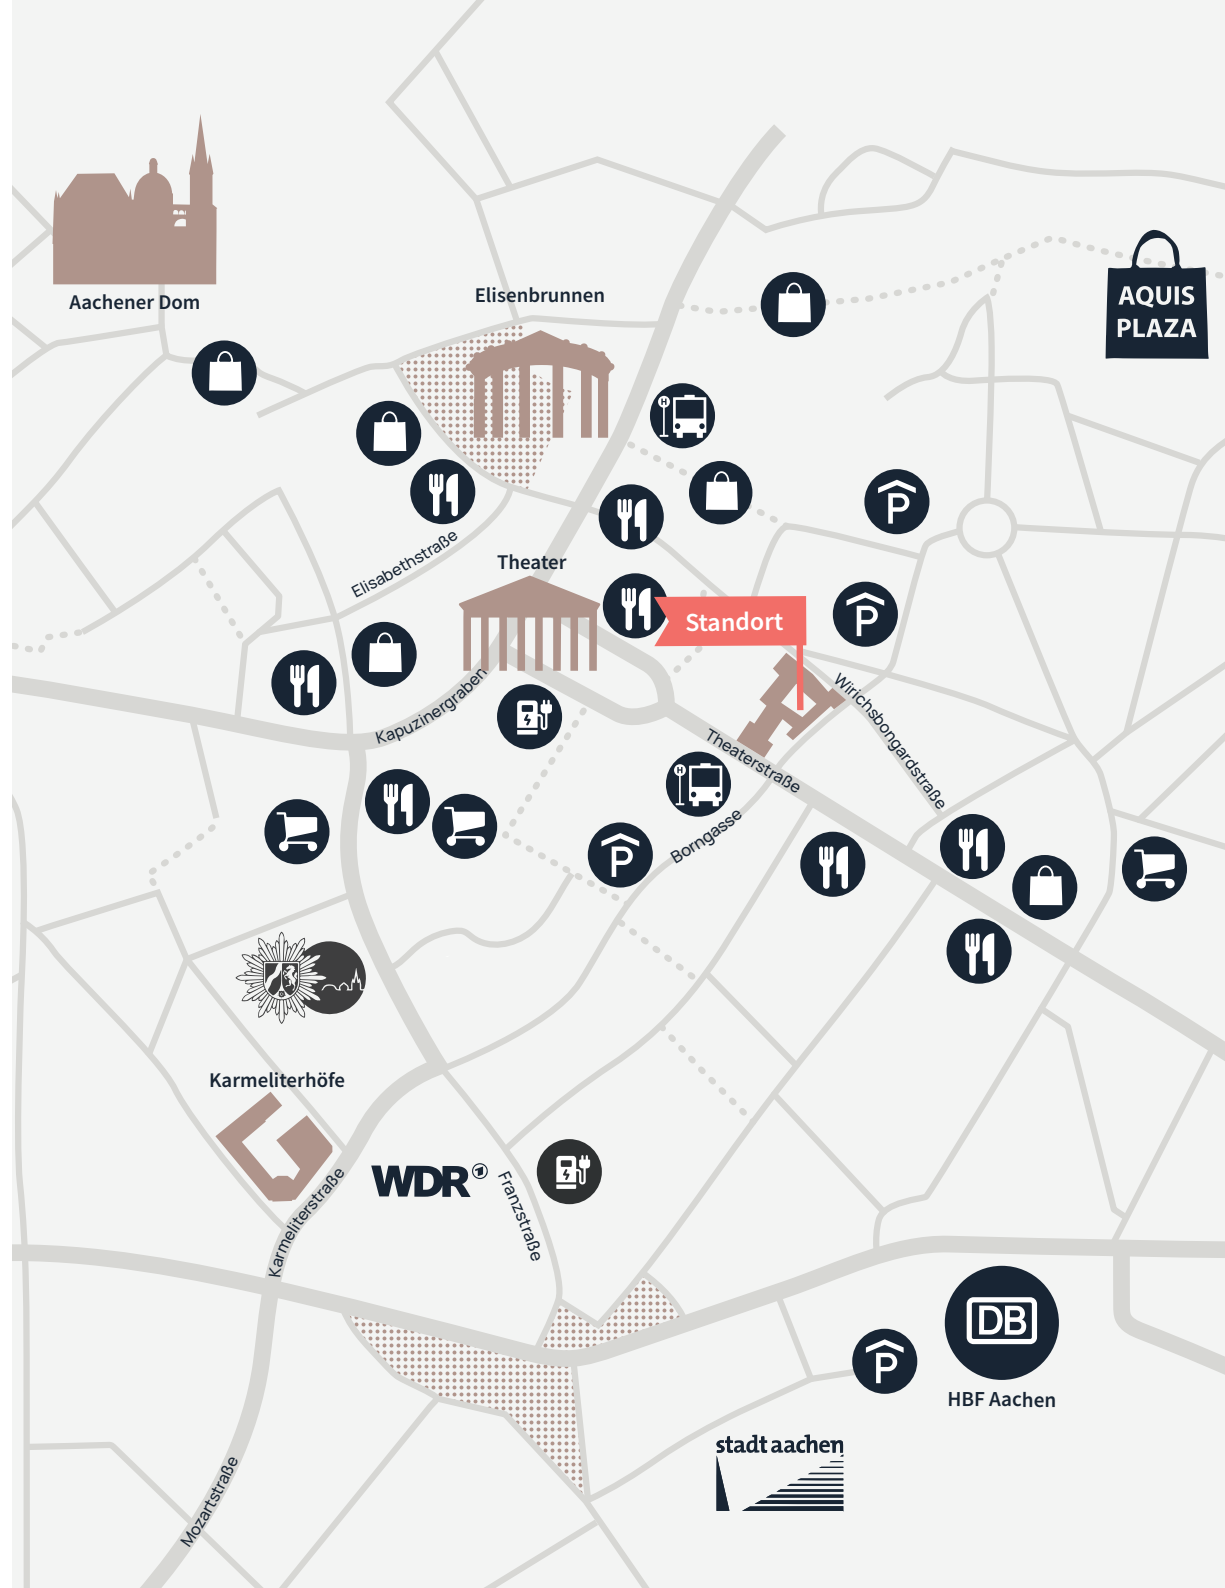 Aachener Dom
Elisenbrunnen
AQUIS
PLAZA
H
P
Elisabethstraße
Theater
Standort
P
Kapuzinergraben
Wirichsbongardstraße
Theaterstraße
H
Borngasse
P
Karmeliterhöfe
Karmeliterstraße
WDR
Franzstraße
DB
P
HBF Aachen
stadt aachen
Mozartstraße